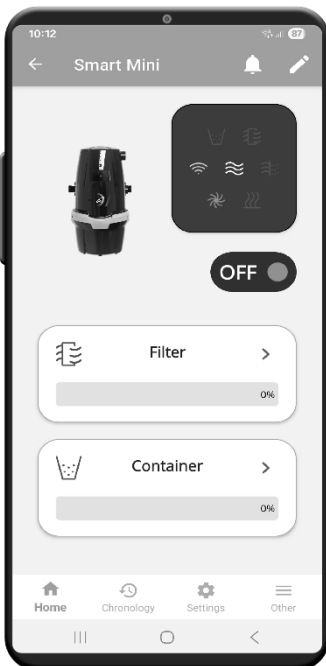 10:12
87
Smart Mini
OFF
Filter
0%
Container
0%
Home Chronology Settings Other